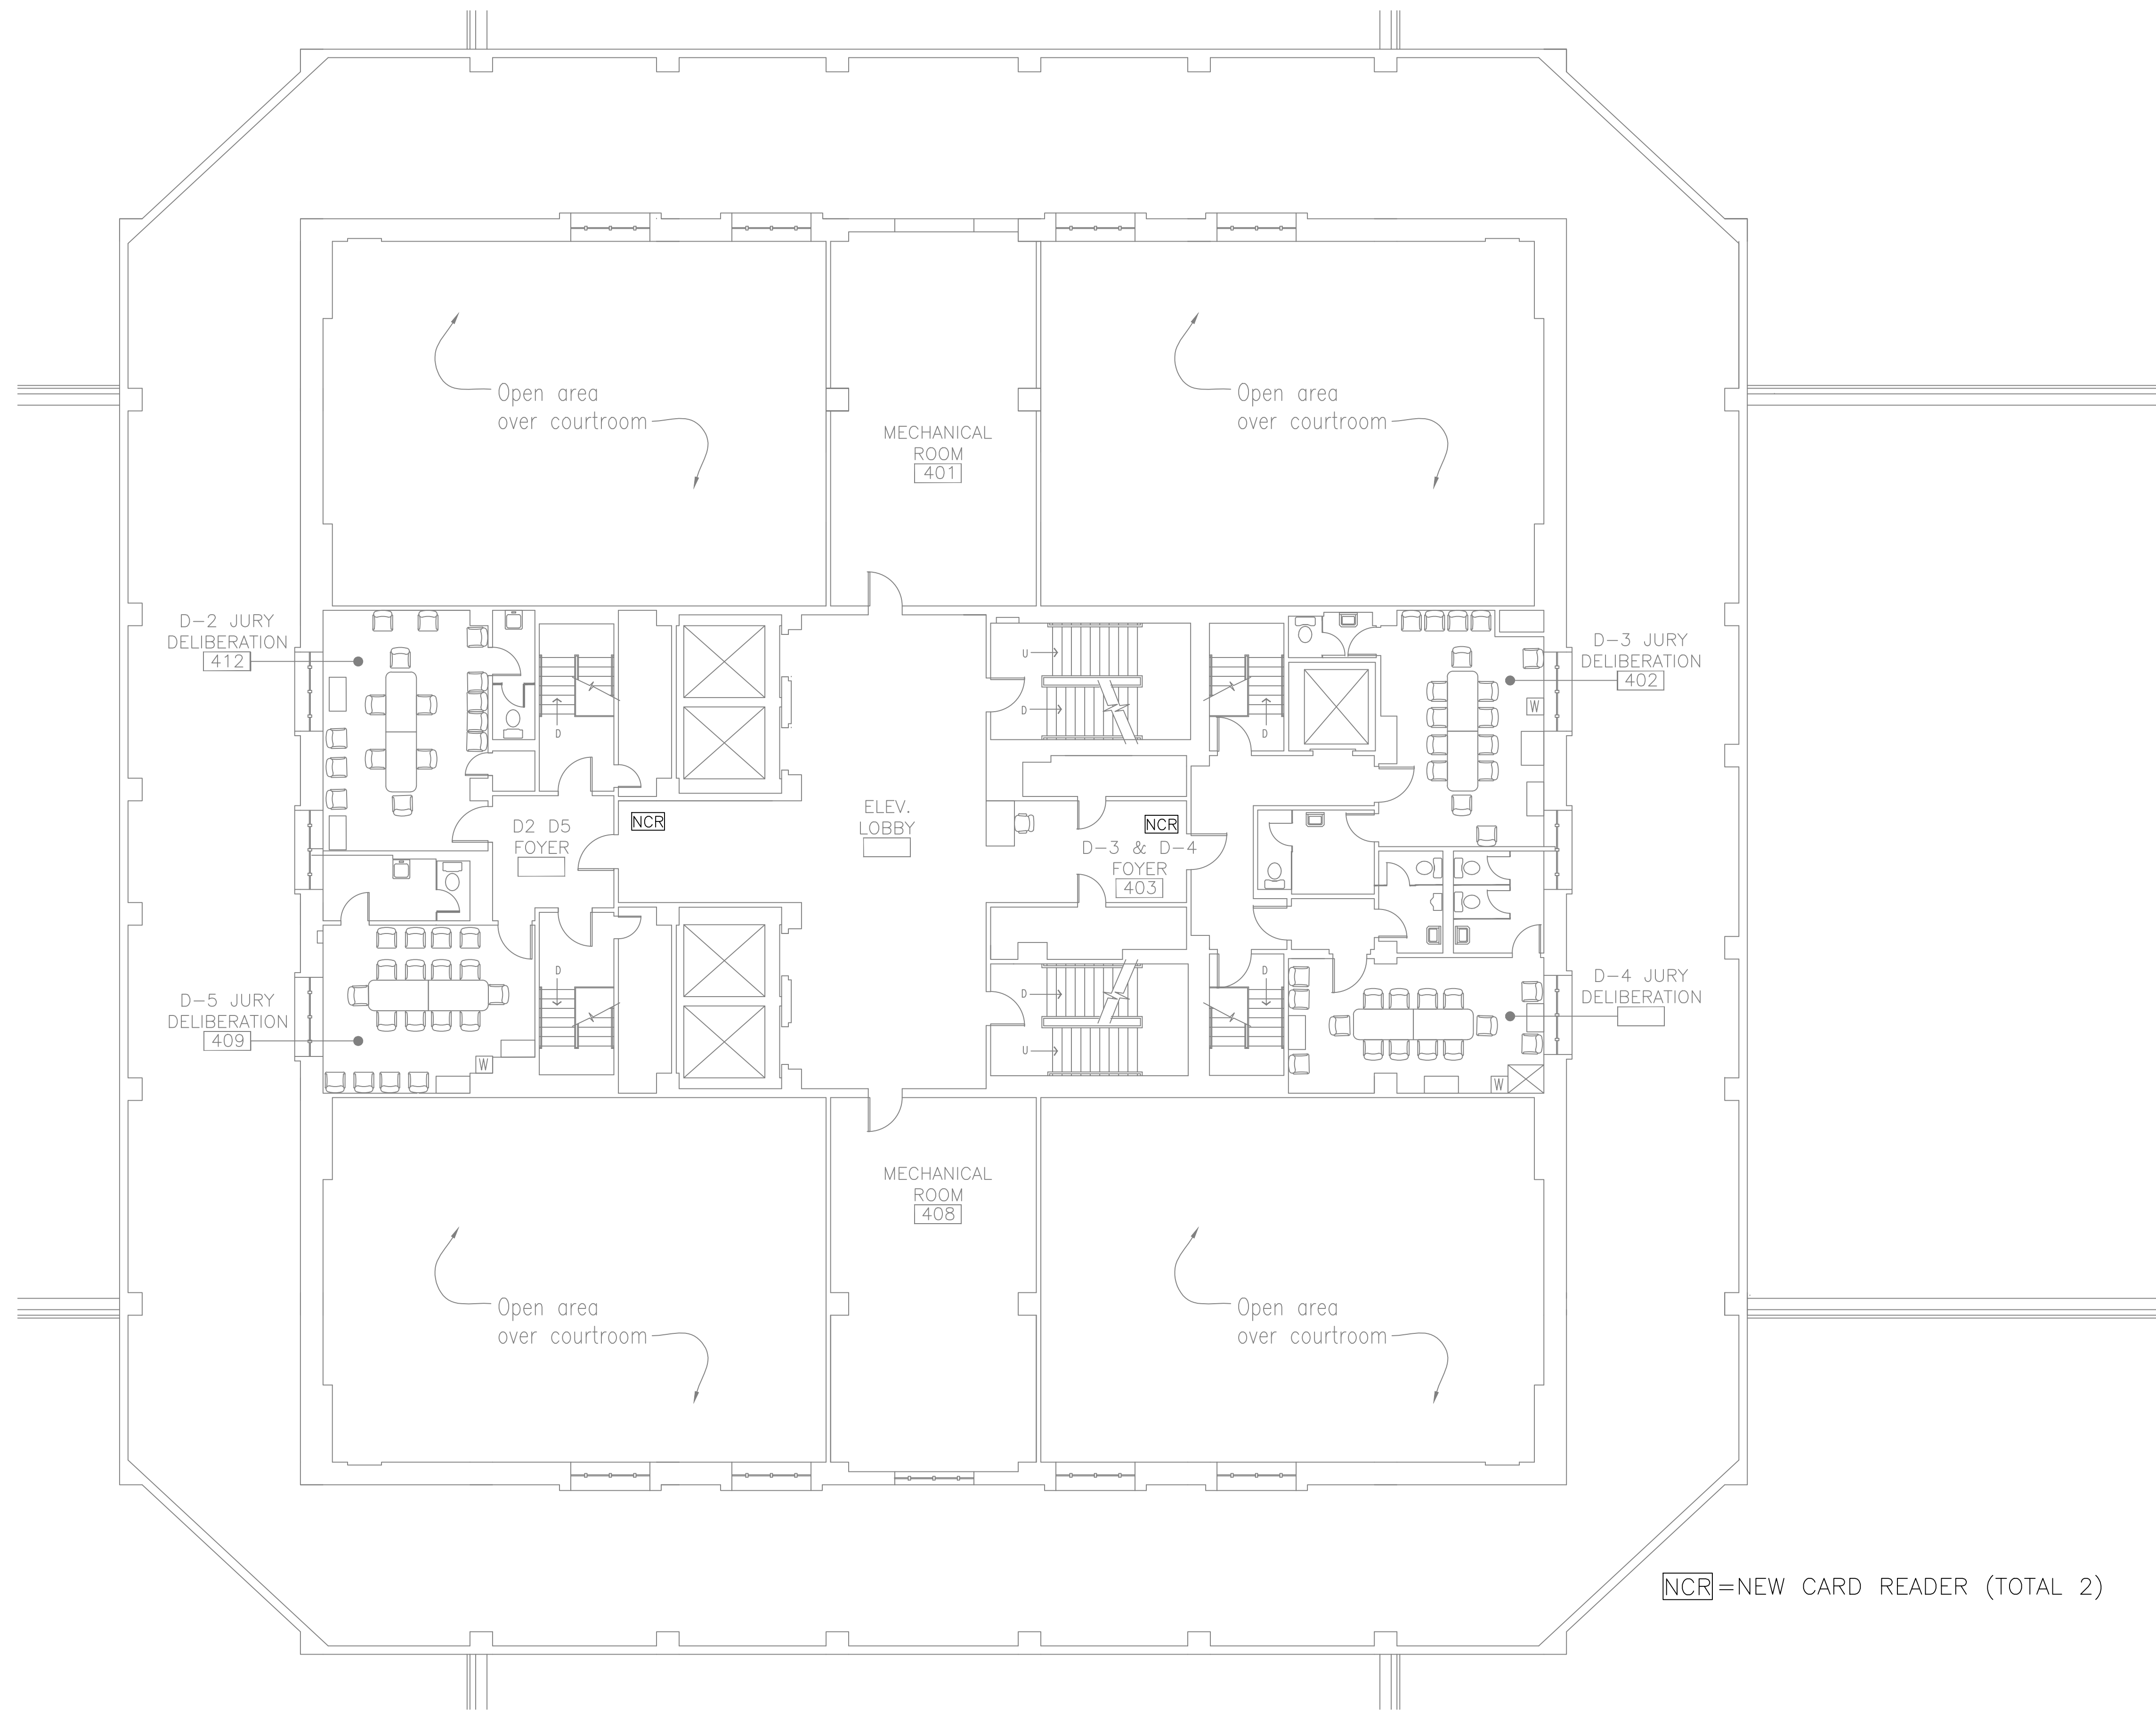 Open area
over courtroom
Open area
over courtroom
MECHANICAL
ROOM
401
D-2 JURY
DELIBERATION
412
D-3 JURY
DELIBERATION
402
U
D
D
D
W
NCR
D2 D5
FOYER
ELEV.
LOBBY
NCR
D-3 & D-4
FOYER
403
D-5 JURY
DELIBERATION
409
D
D
U
D
D-4 JURY
DELIBERATION
W
W
MECHANICAL
ROOM
408
Open area
over courtroom
Open area
over courtroom
NCR=NEW CARD READER (TOTAL 2)